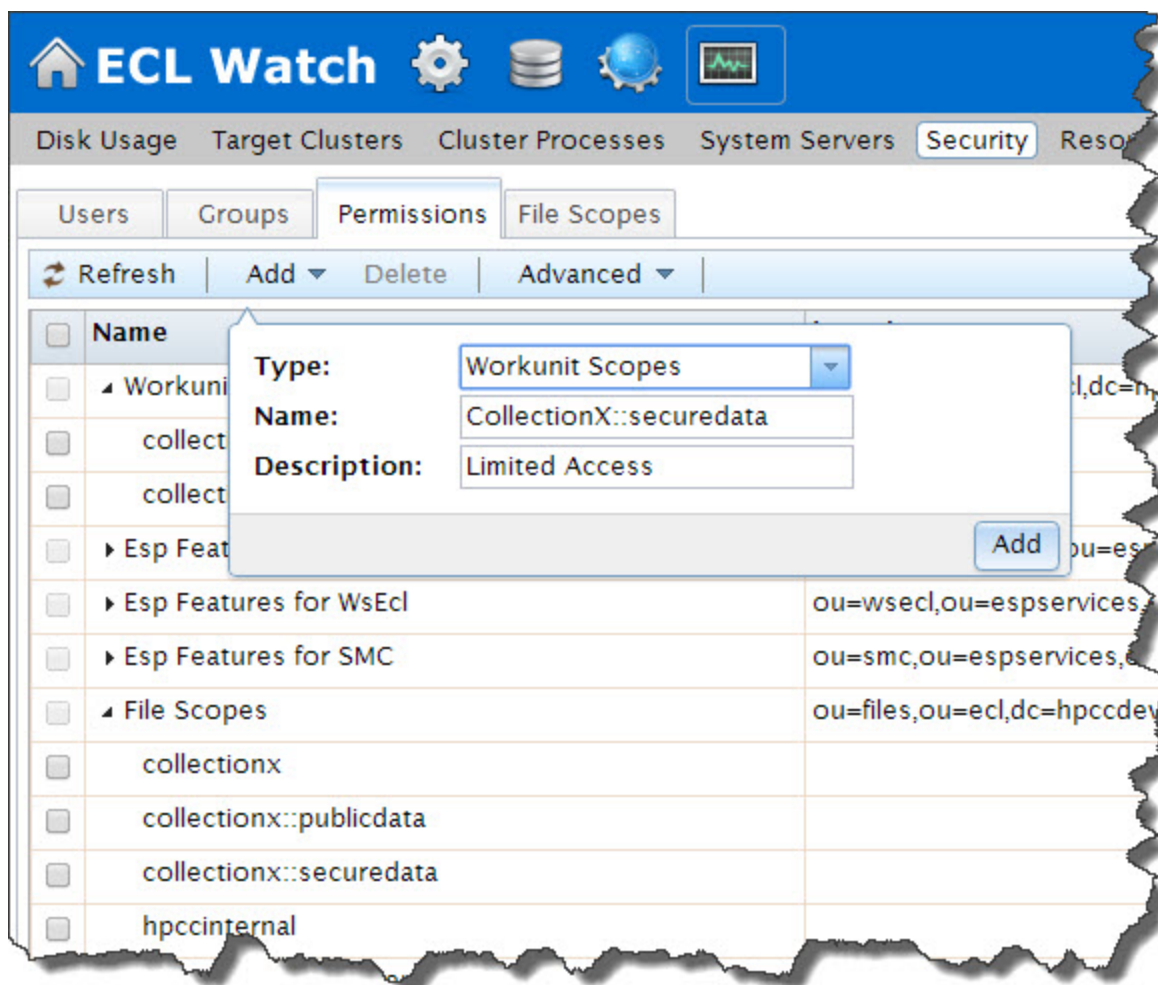 ECL Watch
Disk Usage Target Clusters Cluster Processes System Servers Security
Users Groups Permissions File Scopes
Refresh Add Delete Advanced
Name
Type: Workunit Scopes
Name: CollectionX::securedata
Description: Limited Access
Add
Esp Features for WsEcl ou=wsecl,ou=espservices,
Esp Features for SMC ou=smc,ou=espservices,
File Scopes ou=files,ou=ecl,dc=hpccdev
collectionx
collectionx::publicdata
collectionx::securedata
hpccinternal